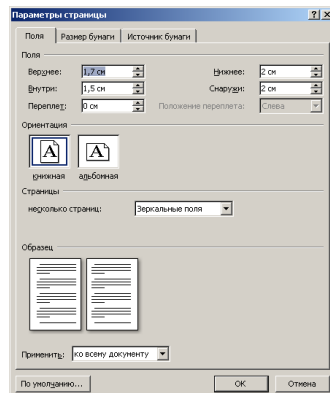 Параметры страницы
Поля Размер бумаги Источник бумаги
Поля
Верхнее: 1,7 см Нижнее: 2 см
Внутри: 1,5 см Снаружи: 2 см
Переплет: 0 см Положение переплета: Слева
Ориентация
A A
книжная альбомная
Страницы
несколько страниц: Зеркальные поля
Образец
Применить: ко всему документу
По умолчанию... ОК Отмена